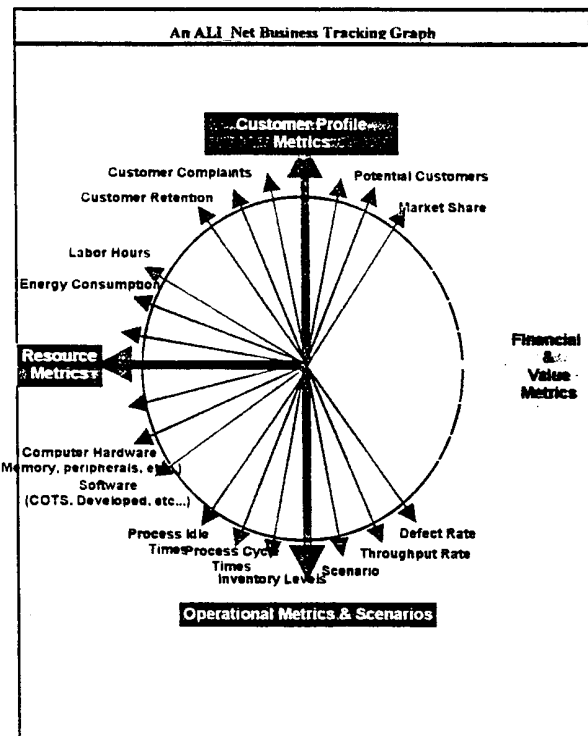 An ALI_Net Business Tracking Graph
Customer Profile
Metrics
Customer Complaints
Potential Customers
Customer Retention
Market Share
Labor Hours
Energy Consumption
Resource
Metrics
Financial
&
Value
Metrics
Computer Hardware
Memory, peripherals,
Software
(COTS, Developed, etc...)
Process Idle
Times
Process Cycle
Times
Inventory Levels
Scenario
Throughput Rate
Defect Rate
Operational Metrics & Scenarios